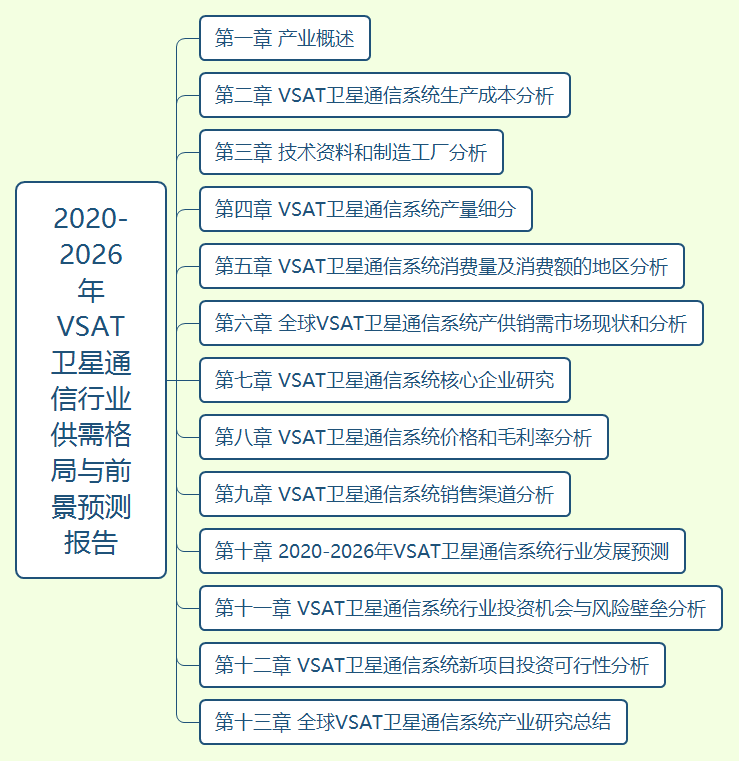 2020-
2026
年
VSAT
卫星通
信行业
供需格
局与前
景预测
报告
第一章 产业概述
第二章 VSAT卫星通信系统生产成本分析
第三章 技术资料和制造工厂分析
第四章 VSAT卫星通信系统产量细分
第五章 VSAT卫星通信系统消费量及消费额的地区分析
第六章 全球VSAT卫星通信系统产供销需市场现状和分析
第七章 VSAT卫星通信系统核心企业研究
第八章 VSAT卫星通信系统价格和毛利率分析
第九章 VSAT卫星通信系统销售渠道分析
第十章 2020-2026年VSAT卫星通信系统行业发展预测
第十一章 VSAT卫星通信系统行业投资机会与风险壁垒分析
第十二章 VSAT卫星通信系统新项目投资可行性分析
第十三章 全球VSAT卫星通信系统产业研究总结